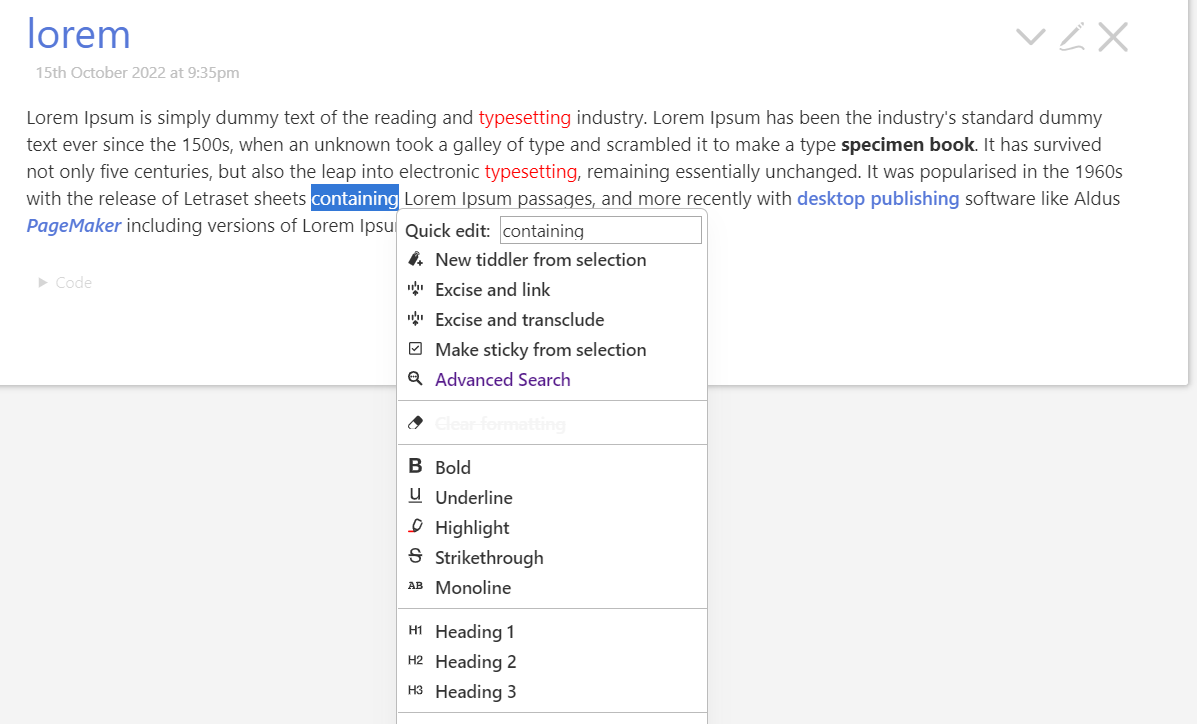 lorem
15th October 2022 at 9:35pm
Lorem Ipsum is simply dummy text of the reading and typesetting industry. Lorem Ipsum has been the industry's standard dummy
text ever since the 1500s, when an unknown took a galley of type and scrambled it to make a type specimen book. It has survived
not only five centuries, but also the leap into electronic typesetting, remaining essentially unchanged. It was popularised in the 1960s
with the release of Letraset sheets containing Lorem Ipsum passages, and more recently with desktop publishing software like Aldus
PageMaker including versions of Lorem
Quick edit: containing
New tiddler from selection
Code
Excise and link
Excise and transclude
Make sticky from selection
Advanced Search
Clear formatting
B Bold
U Underline
Highlight
S Strikethrough
AB Monoline
H1 Heading 1
H2 Heading 2
H3 Heading 3